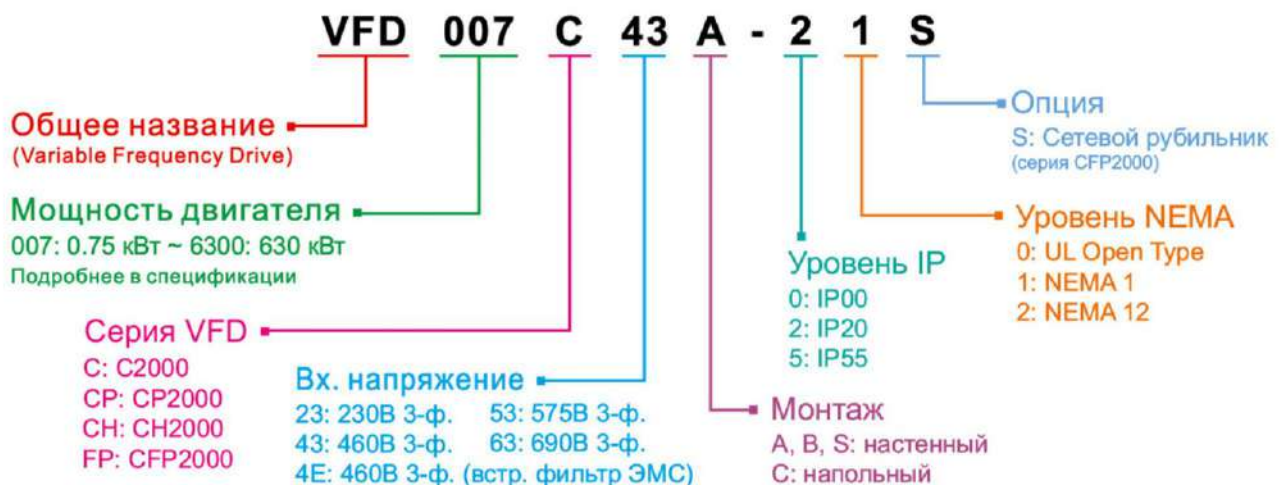 VFD 007 C 43 A - 2 1 S
Общее название
(Variable Frequency Drive)
Мощность двигателя
007: 0.75 кВт ~ 6300: 630 кВт
Подробнее в спецификации
Серия VFD
C: C2000
CP: CP2000
CH: CH2000
FP: CFP2000
Вх. напряжение
23: 230В 3-ф. 53: 575В 3-ф.
43: 460В 3-ф. 63: 690В 3-ф.
4E: 460В 3-ф. (встр. фильтр ЭМС)
Монтаж
A, B, S: настенный
C: напольный
Уровень IP
0: IP00
2: IP20
5: IP55
Уровень NEMA
0: UL Open Type
1: NEMA 1
2: NEMA 12
Опция
S: Сетевой рубильник
(серия CFP2000)